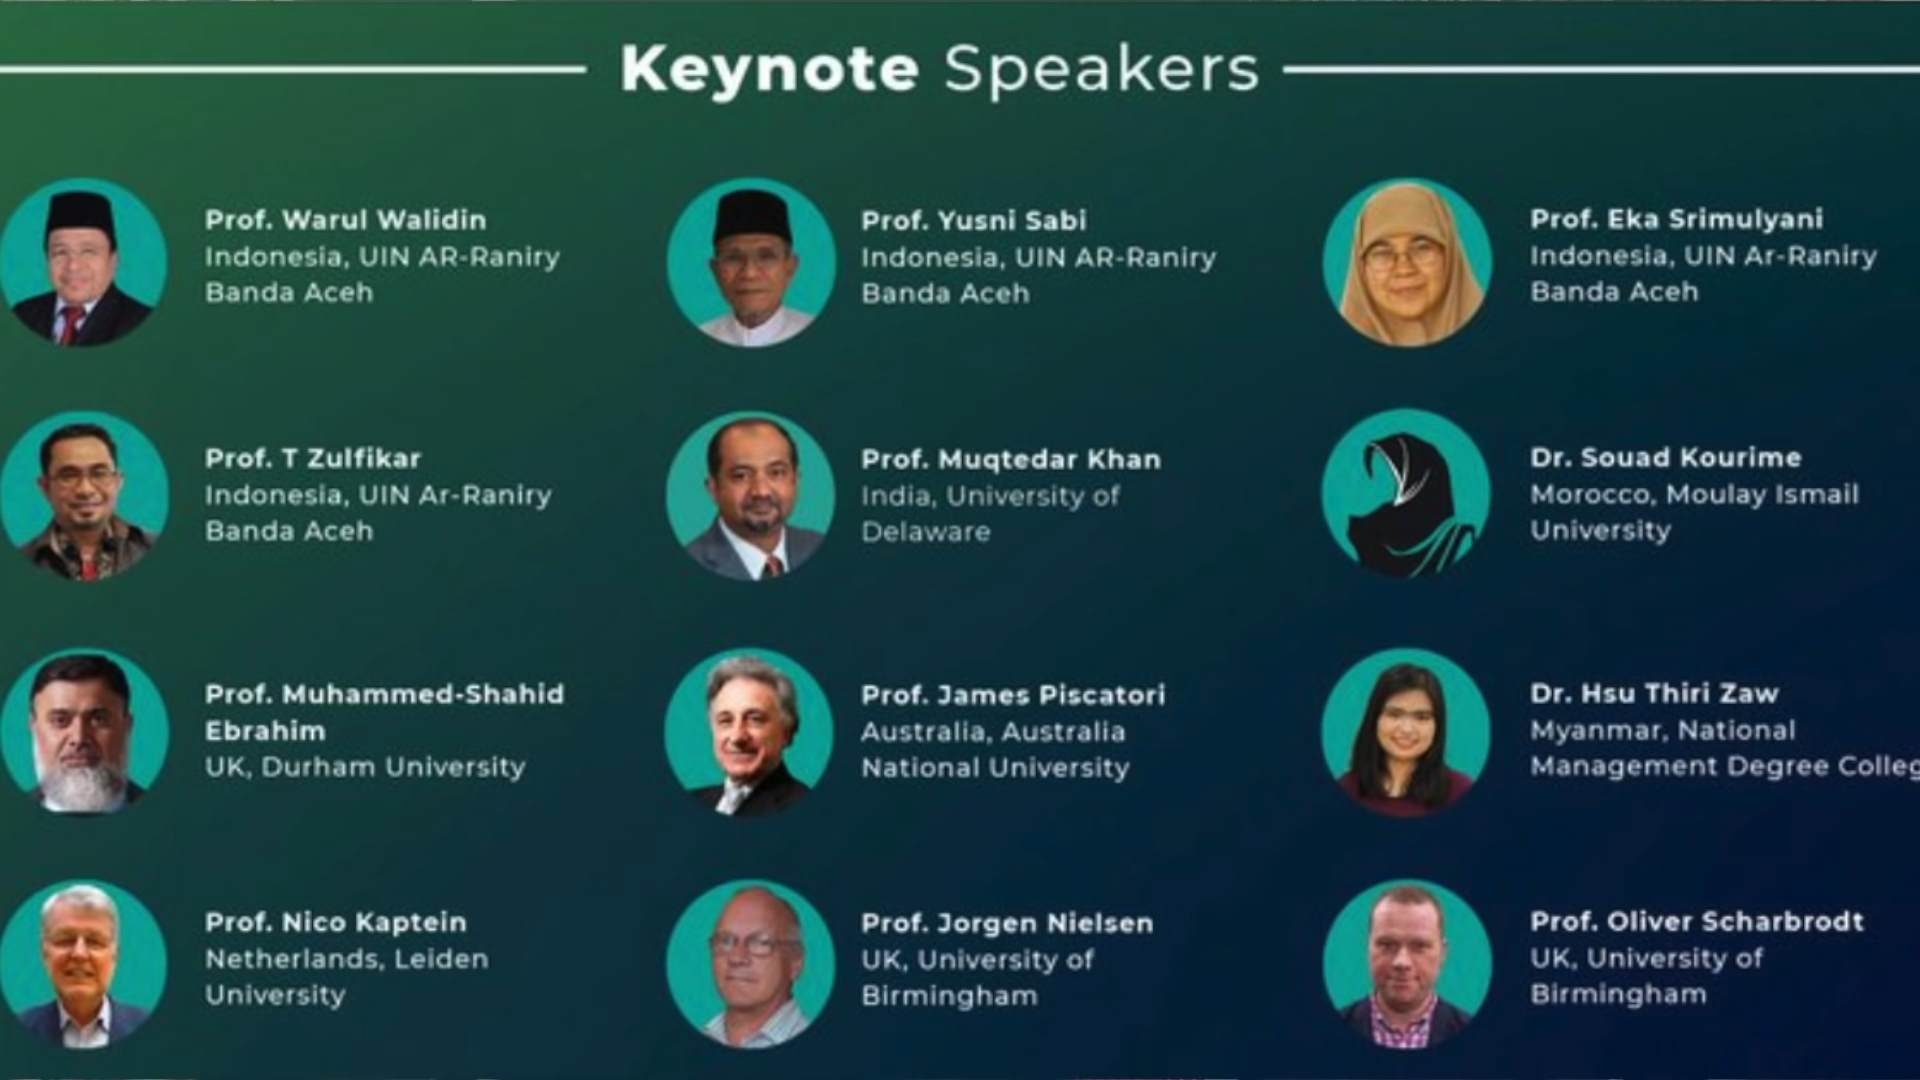 Keynote Speakers
Prof. Warul Walidin
Indonesia, UIN AR-Raniry
Banda Aceh
Prof. Yusni Sabi
Indonesia, UIN AR-Raniry
Banda Aceh
Prof. Eka Srimulyani
Indonesia, UIN Ar-Raniry
Banda Aceh
Prof. T Zulfikar
Indonesia, UIN Ar-Raniry
Banda Aceh
Prof. Muqtedar Khan
India, University of
Delaware
Dr. Souad Kourime
Morocco, Moulay Ismail
University
Prof. Muhammed-Shahid
Ebrahim
UK, Durham University
Prof. James Piscatori
Australia, Australia
National University
Dr. Hsu Thiri Zaw
Myanmar, National
Management Degree Colleg
Prof. Nico Kaptein
Netherlands, Leiden
University
Prof. Jorgen Nielsen
UK, University of
Birmingham
Prof. Oliver Scharbrodt
UK, University of
Birmingham